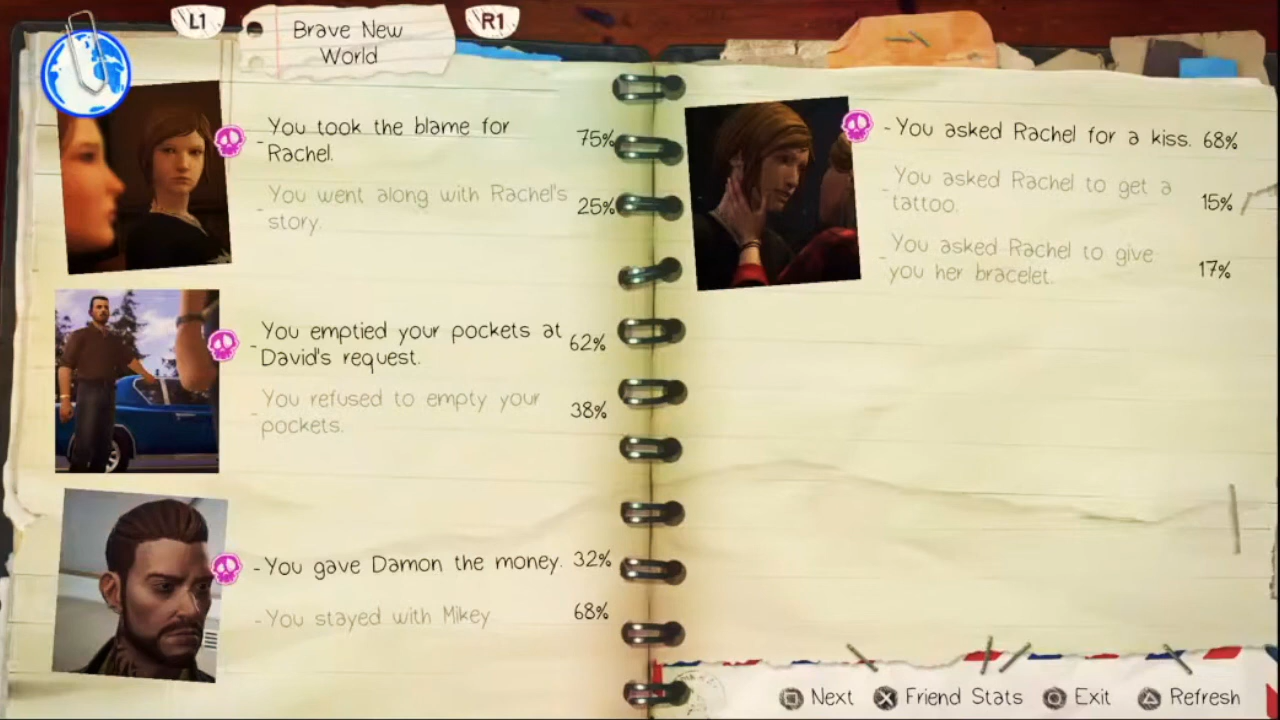 L1
Brave New
World
R1
- You took the blame for
Rachel.
75%
- You went along with Rachel's
story.
25%
- You emptied your pockets at
David's request.
62%
- You refused to empty your
pockets.
38%
- You gave Damon the money. 32%
- You stayed with Mikey 68%
- You asked Rachel for a kiss. 68%
- You asked Rachel to get a
tattoo.
15%
- You asked Rachel to give
you her bracelet.
17%
Next Friend Stats Exit Refresh